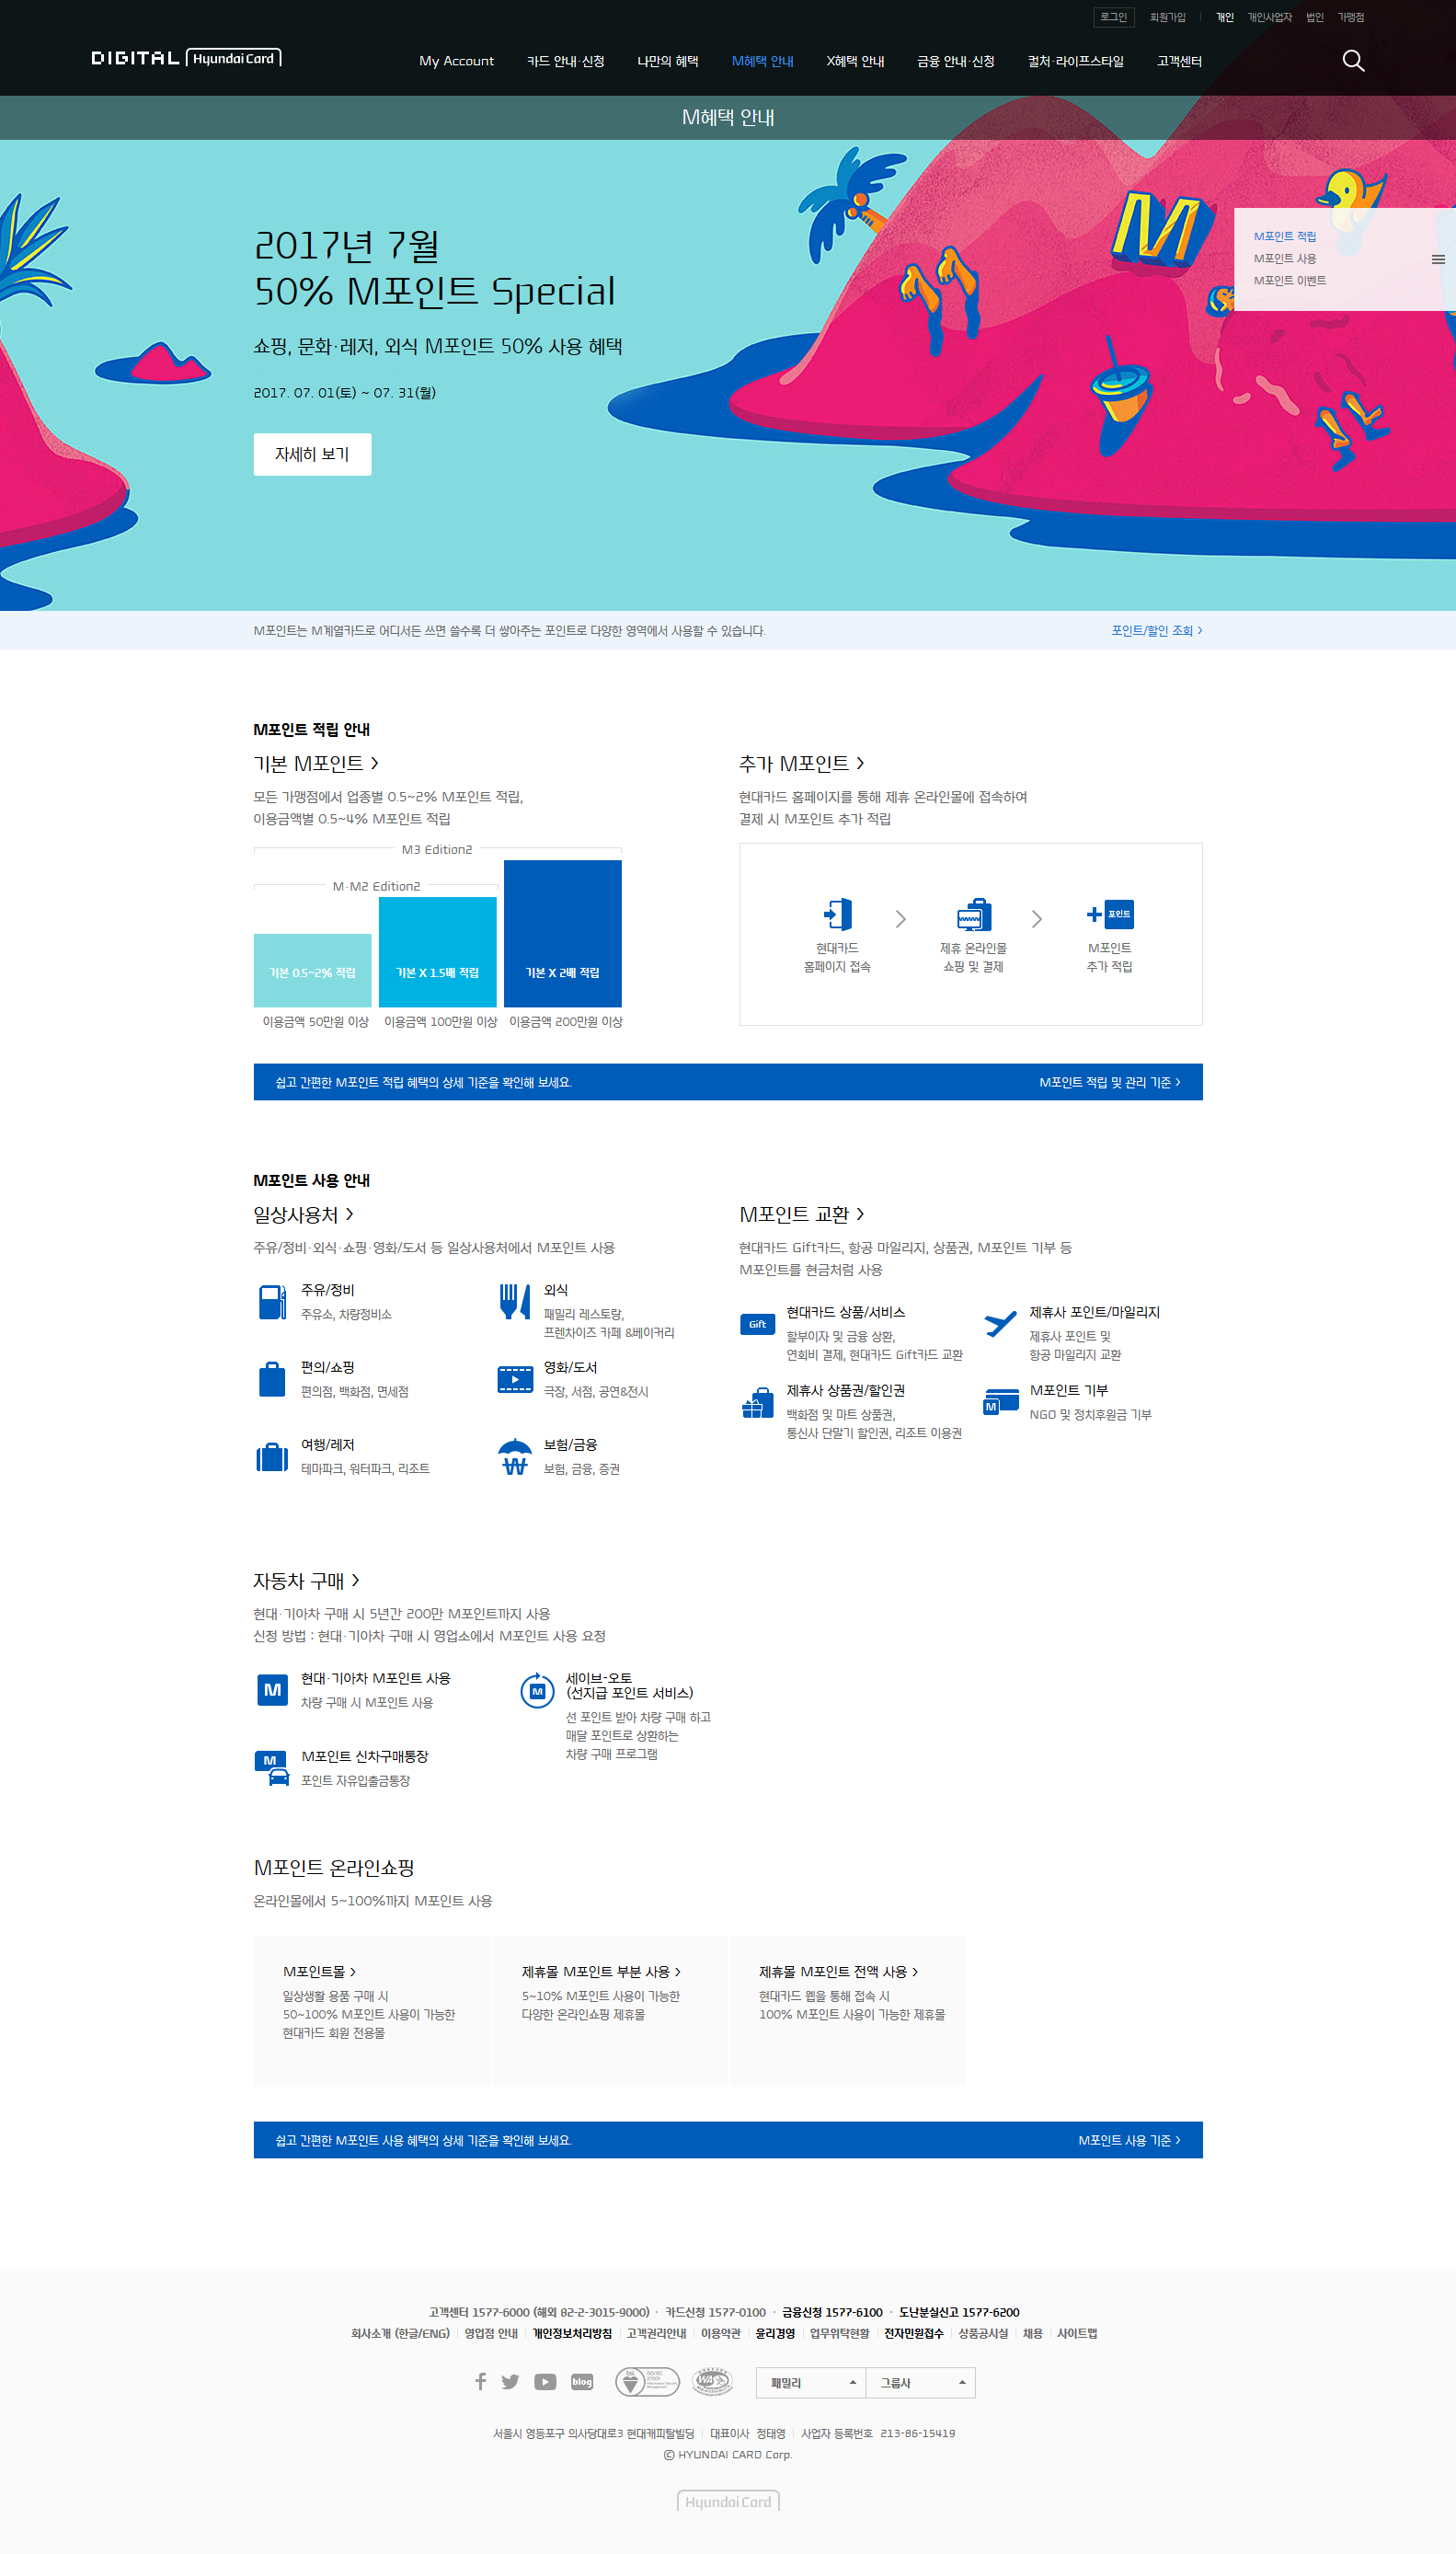 로그인 회원가입 개인 개인사업자 법인 가맹점
DIGITAL Hyundai Card
My Account 카드 안내·신청 나만의 혜택 M혜택 안내 X혜택 안내 금융 안내·신청 컬처·라이프스타일 고객센터
M혜택 안내
M
2017년 7월
50% M포인트 Special
쇼핑, 문화·레저, 외식 M포인트 50% 사용 혜택
2017. 07. 01(토) ~ 07. 31(월)
자세히 보기
M포인트 적립
M포인트 사용
M포인트 이벤트
M포인트는 M계열카드로 어디서든 쓰면 쓸수록 더 쌓아주는 포인트로 다양한 영역에서 사용할 수 있습니다.
포인트/할인 조회 >
M포인트 적립 안내
기본 M포인트 >
모든 가맹점에서 업종별 0.5~2% M포인트 적립,
이용금액별 0.5~4% M포인트 적립
M3 Edition2
M·M2 Edition2
기본 0.5~2% 적립 기본 X 1.5배 적립 기본 X 2배 적립
이용금액 50만원 이상 이용금액 100만원 이상 이용금액 200만원 이상
추가 M포인트 >
현대카드 홈페이지를 통해 제휴 온라인몰에 접속하여
결제 시 M포인트 추가 적립
www
포인트
현대카드
홈페이지 접속
제휴 온라인몰
쇼핑 및 결제
M포인트
추가 적립
쉽고 간편한 M포인트 적립 혜택의 상세 기준을 확인해 보세요.
M포인트 적립 및 관리 기준 >
M포인트 사용 안내
일상사용처 >
주유/정비·외식·쇼핑·영화/도서 등 일상사용처에서 M포인트 사용
주유/정비
주유소, 차량정비소
외식
패밀리 레스토랑,
프렌차이즈 카페 &베이커리
편의/쇼핑
편의점, 백화점, 면세점
영화/도서
극장, 서점, 공연&전시
여행/레저
테마파크, 워터파크, 리조트
보험/금융
보험, 금융, 증권
M포인트 교환 >
현대카드 Gift카드, 항공 마일리지, 상품권, M포인트 기부 등
M포인트를 현금처럼 사용
Gift
현대카드 상품/서비스
할부이자 및 금융 상환,
연회비 결제, 현대카드 Gift카드 교환
제휴사 포인트/마일리지
제휴사 포인트 및
항공 마일리지 교환
제휴사 상품권/할인권
백화점 및 마트 상품권,
통신사 단말기 할인권, 리조트 이용권
M
M포인트 기부
NGO 및 정치후원금 기부
자동차 구매 >
현대·기아차 구매 시 5년간 200만 M포인트까지 사용
신청 방법 : 현대·기아차 구매 시 영업소에서 M포인트 사용 요청
M
현대·기아차 M포인트 사용
차량 구매 시 M포인트 사용
M
세이브-오토
(선지급 포인트 서비스)
선 포인트 받아 차량 구매 하고
매달 포인트로 상환하는
차량 구매 프로그램
M
M포인트 신차구매통장
포인트 자유입출금통장
M포인트 온라인쇼핑
온라인몰에서 5~100%까지 M포인트 사용
M포인트몰 >
일상생활 용품 구매 시
50~100% M포인트 사용이 가능한
현대카드 회원 전용몰
제휴몰 M포인트 부분 사용 >
5~10% M포인트 사용이 가능한
다양한 온라인쇼핑 제휴몰
제휴몰 M포인트 전액 사용 >
현대카드 웹을 통해 접속 시
100% M포인트 사용이 가능한 제휴몰
쉽고 간편한 M포인트 사용 혜택의 상세 기준을 확인해 보세요.
M포인트 사용 기준 >
고객센터 1577-6000 (해외 82-2-3015-9000) · 카드신청 1577-0100 · 금융신청 1577-6100 · 도난분실신고 1577-6200
회사소개 (한글/ENG) 영업점 안내 개인정보처리방침 고객권리안내 이용약관 윤리경영 업무위탁현황 전자민원접수 상품공시실 채용 사이트맵
blog
WA
패밀리 그룹사
서울시 영등포구 의사당대로3 현대캐피탈빌딩 대표이사 정태영 사업자 등록번호 213-86-15419
ⓒ HYUNDAI CARD Corp.
Hyundai Card